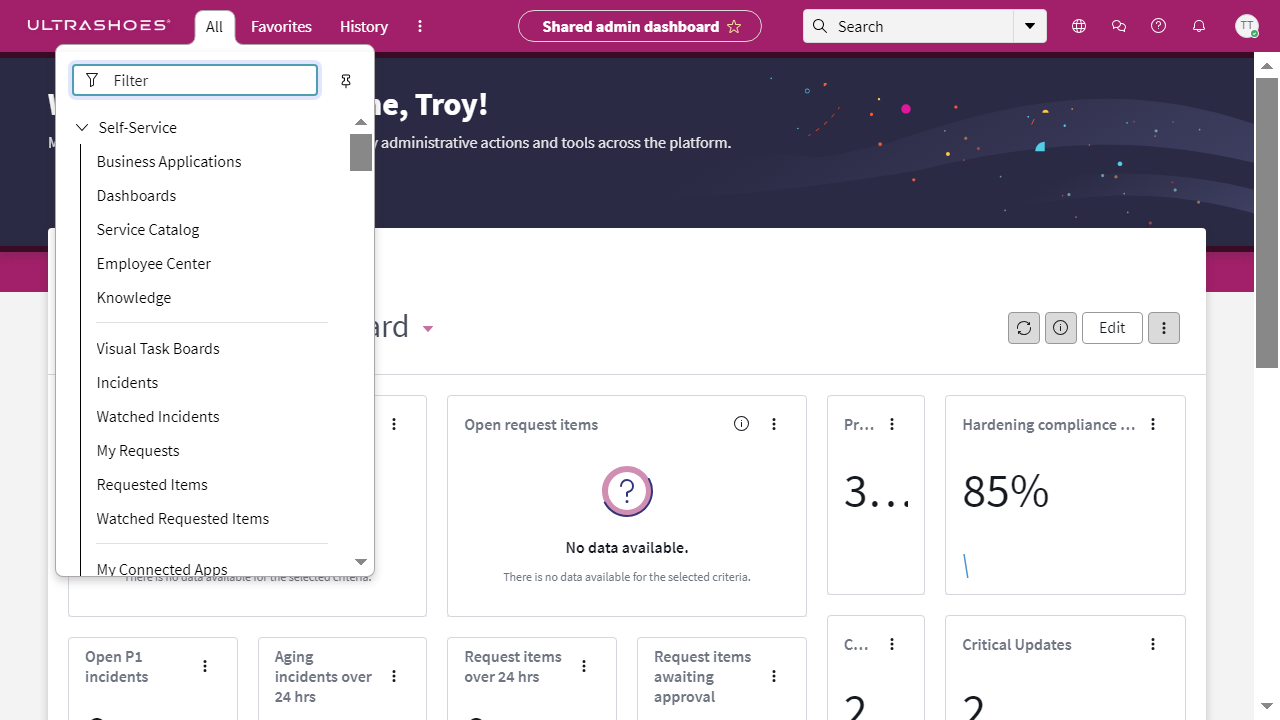 ULTRASHOES
All
Favorites
History
Shared admin dashboard
Search
TT
Filter
ne, Troy!
y administrative actions and tools across the platform.
Self-Service
Business Applications
Dashboards
Service Catalog
Employee Center
Knowledge
Visual Task Boards
Incidents
Watched Incidents
My Requests
Requested Items
Watched Requested Items
My Connected Apps
ard
Edit
There is no data available for the selected criteria.
Open request items
No data available.
There is no data available for the selected criteria.
Pr...
3...
Hardening compliance ...
85%
Open P1
incidents
Aging
incidents over
24 hrs
Request items
over 24 hrs
Request items
awaiting
approval
C...
2
Critical Updates
2